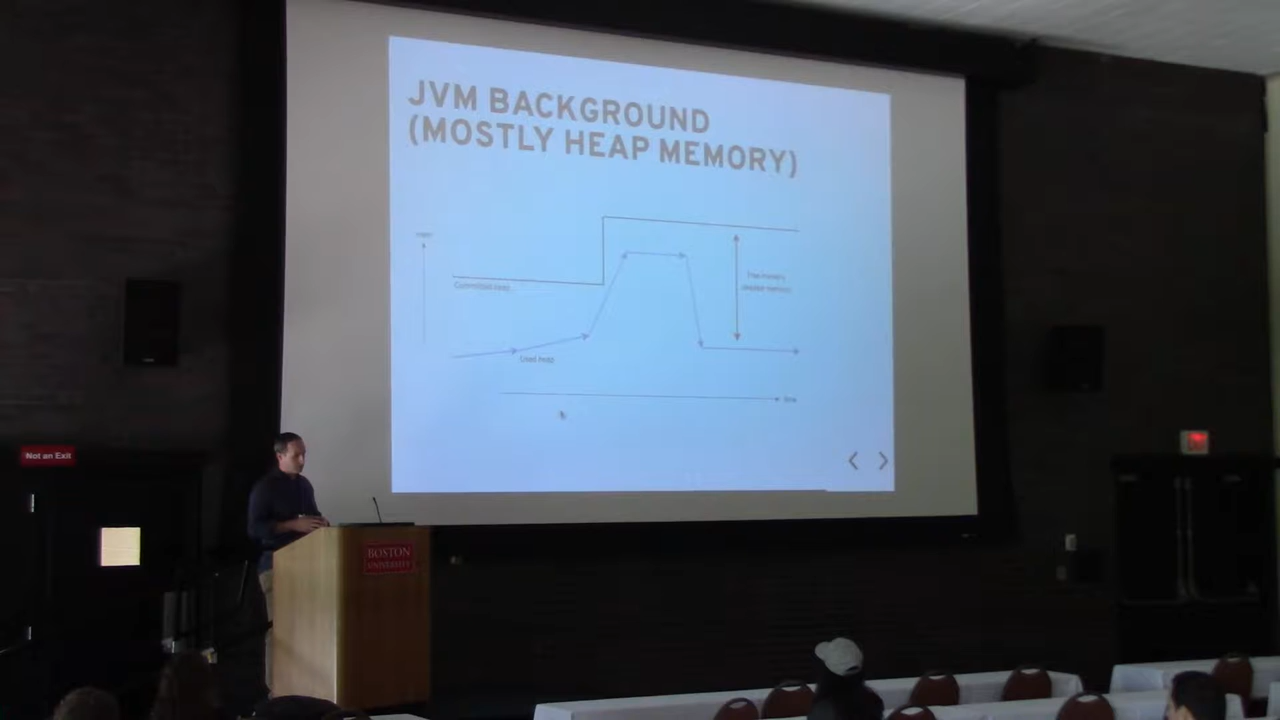 JVM BACKGROUND
(MOSTLY HEAP MEMORY)
Committed heap
Used heap
time
Not an Exit
BOSTON
UNIVERSITY